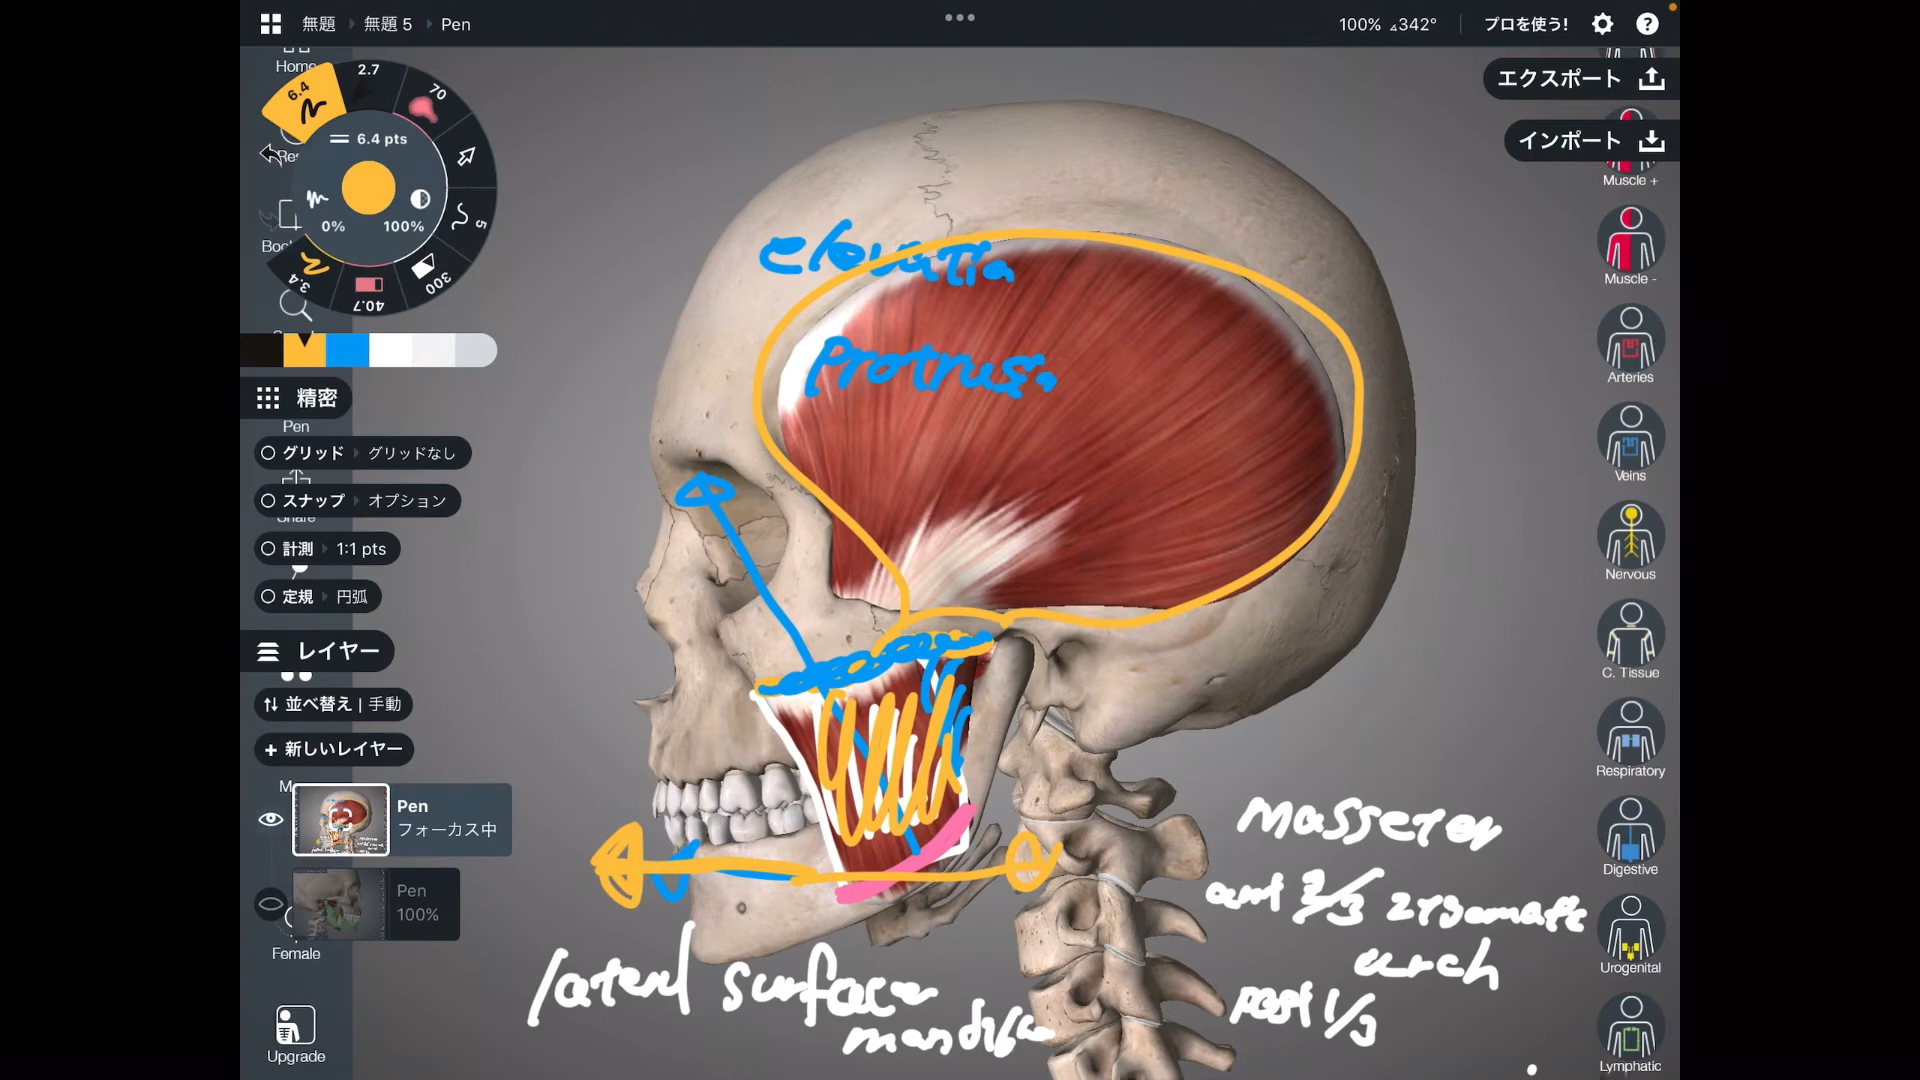 無題 無題 5 Pen
100% 342° プロを使う!
Home
エクスポート
インポート
2.7
6.4
70
6.4 pts
0% 100%
5
3.4
40.7
300
Muscle +
Muscle -
Arteries
Veins
Nervous
C. Tissue
Respiratory
Digestive
Urogenital
Lymphatic
精密
Pen
グリッド グリッドなし
スナップ オプション
Share
計測 1:1 pts
定規 円弧
レイヤー
並べ替え | 手動
+ 新しいレイヤー
Pen
フォーカス中
Pen
100%
Female
Upgrade
Protrusio
Masseter
ant 2/3 zygomatic
arch
post 1/3
lateral surface